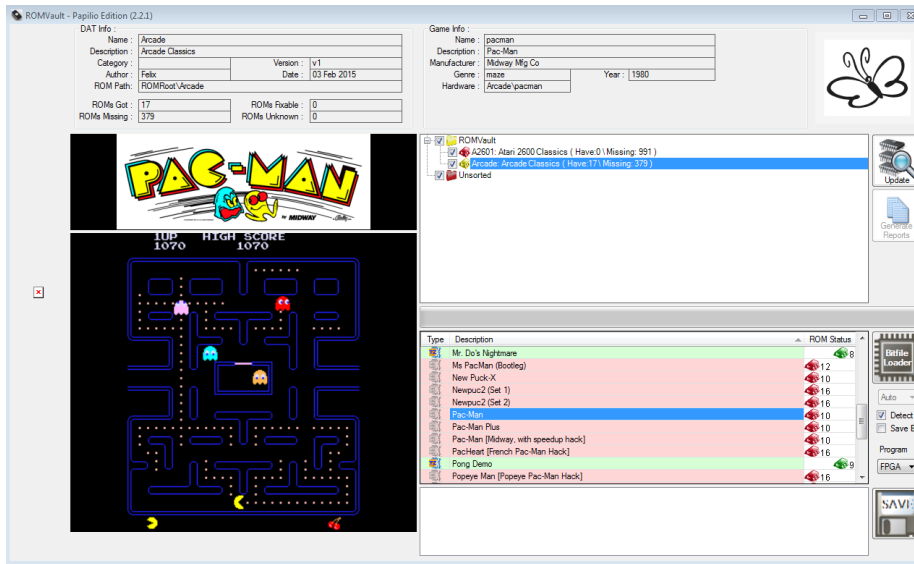 ROMVault - Papilio Edition (2.2.1)
DAT Info :
Name : Arcade
Description : Arcade Classics
Category : Version : v1
Author : Felix Date : 03 Feb 2015
ROM Path: ROMRoot\Arcade
ROMs Got : 17 ROMs Fixable : 0
ROMs Missing : 379 ROMs Unknown : 0
Game Info :
Name : pacman
Description : Pac-Man
Manufacturer : Midway Mfg Co
Genre : maze Year : 1980
Hardware : Arcade\pacman
PAC-MAN
MIDWAY
1UP HIGH SCORE
1070 1070
ROMVault
A2601: Atari 2600 Classics ( Have:0 \ Missing: 991 )
Arcade: Arcade Classics ( Have:17 \ Missing: 379 )
Unsorted
Update
Generate
Reports
Type Description ROM Status
Mr. Do's Nightmare 8
Ms PacMan (Bootleg) 12
New Puck-X 10
Newpuc2 (Set 1) 16
Newpuc2 (Set 2) 16
Pac-Man 10
Pac-Man Plus 10
Pac-Man [Midway, with speedup hack] 10
PacHeart [French Pac-Man Hack] 16
Pong Demo 9
Popeye Man [Popeye Pac-Man Hack] 16
Bitfile
Loader
Auto
Detect
Save
Program
FPGA
SAVE